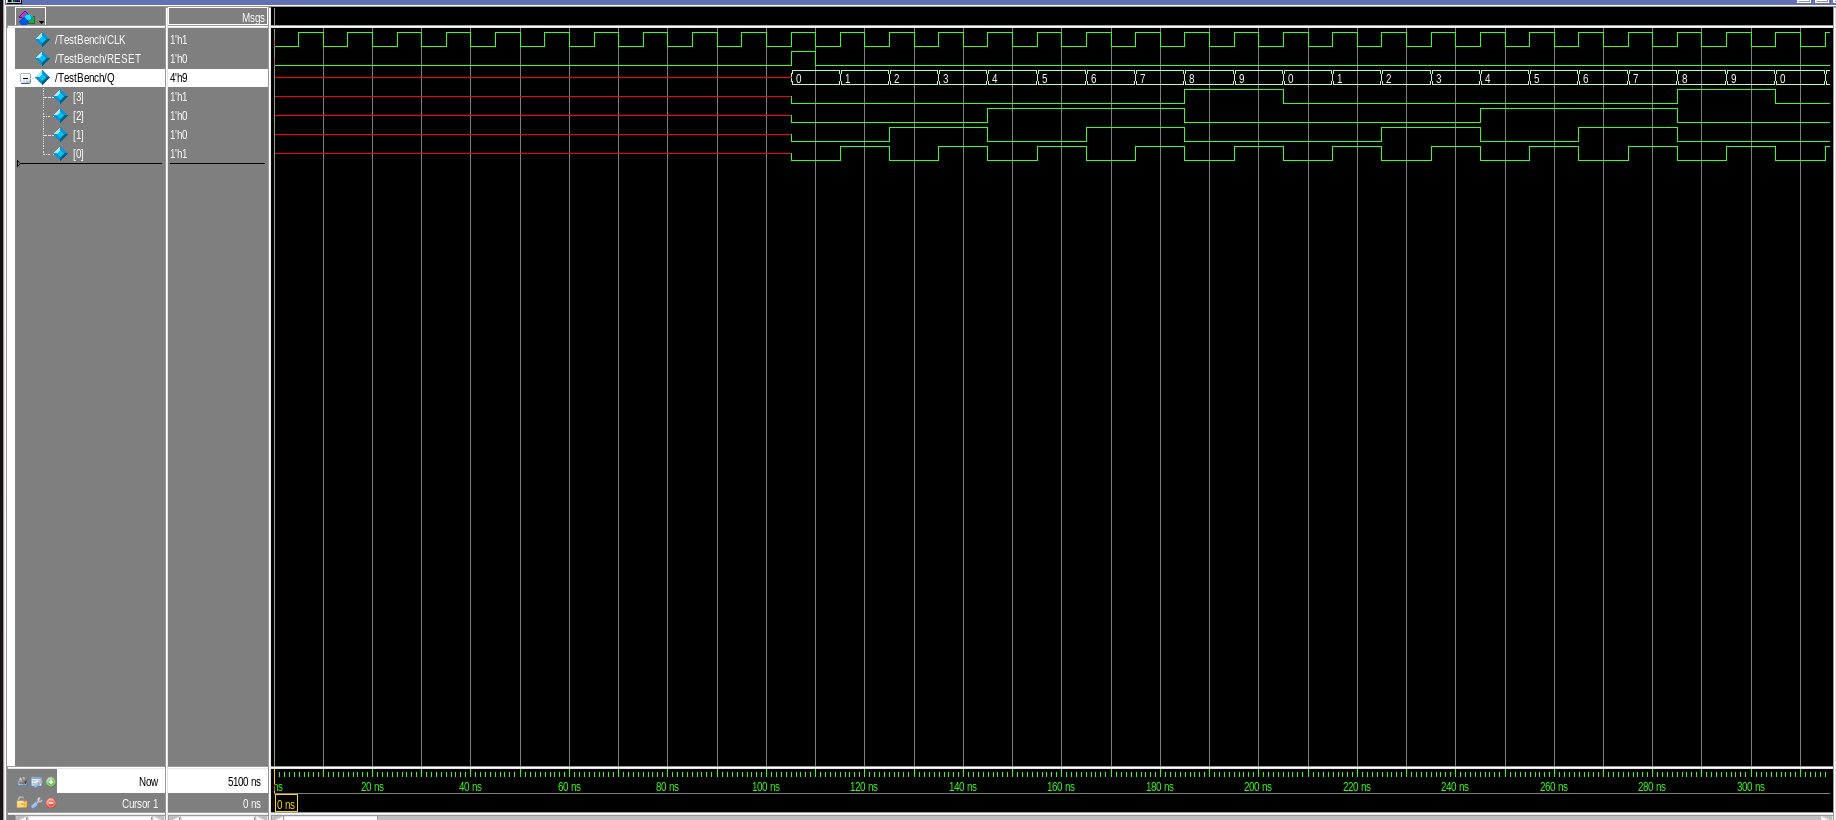 Msgs
/TestBench/CLK 1'h1
/TestBench/RESET 1'h0
/TestBench/Q 4'h9 0 1 2 3 4 5 6 7 8 9 0 1 2 3 4 5 6 7 8 9 0
[3] 1'h1
[2] 1'h0
[1] 1'h0
[0] 1'h1
Now 5100 ns ns 20 ns 40 ns 60 ns 80 ns 100 ns 120 ns 140 ns 160 ns 180 ns 200 ns 220 ns 240 ns 260 ns 280 ns 300 ns
Cursor 1 0 ns 0 ns